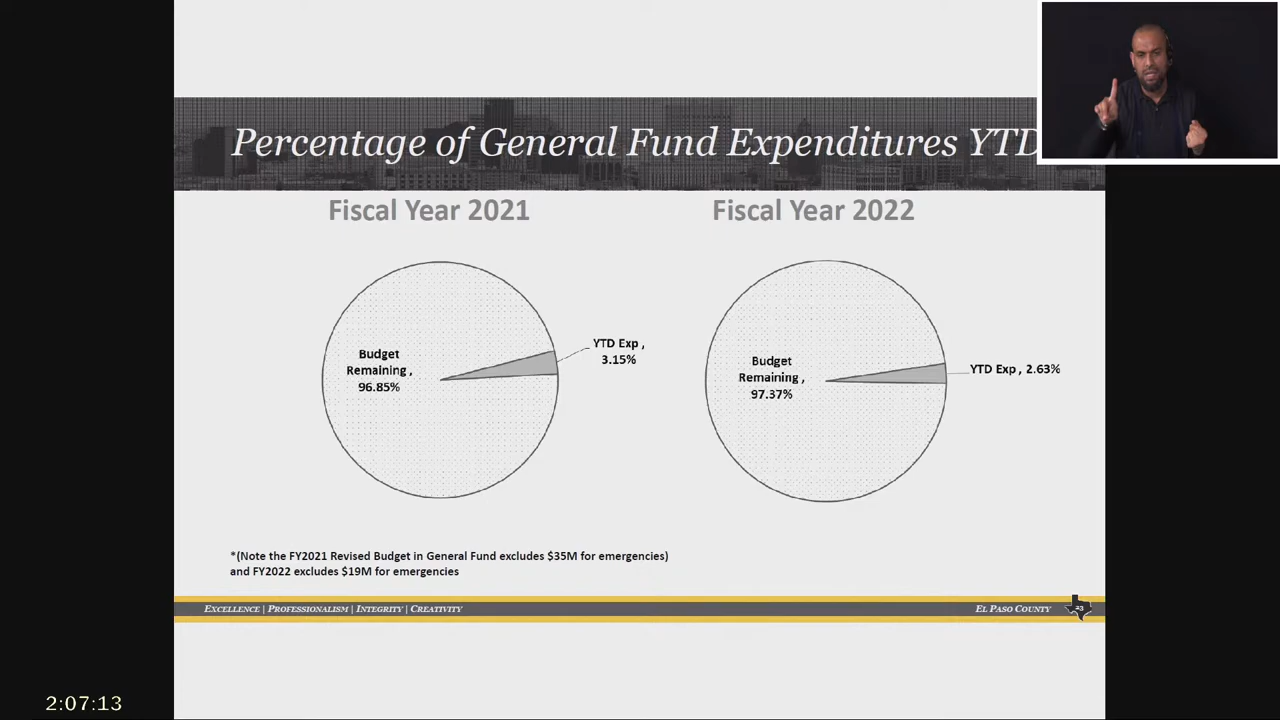 Percentage of General Fund Expenditures YTD
Fiscal Year 2021
Fiscal Year 2022
Budget
Remaining ,
96.85%
YTD Exp ,
3.15%
Budget
Remaining ,
97.37%
YTD Exp , 2.63%
*(Note the FY2021 Revised Budget in General Fund excludes $35M for emergencies)
and FY2022 excludes $19M for emergencies
EXCELLENCE | PROFESSIONALISM | INTEGRITY | CREATIVITY
EL PASO COUNTY
23
2:07:13